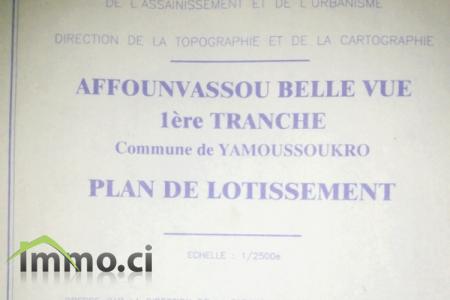 DE L'ASSAINISSEMENT ET DE L'URBANISME
DIRECTION DE LA TOPOGRAPHIE ET DE LA CARTOGRAPHIE
AFFOUNVASSOU BELLE VUE
1ère TRANCHE
Commune de YAMOUSSOUKRO
PLAN DE LOTISSEMENT
ECHELLE : 1/2500e
immo.ci